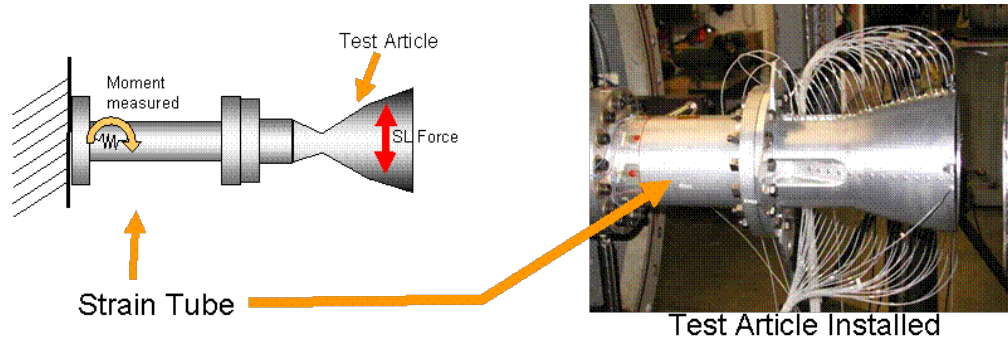 Test Article
Moment
measured
SL Force
Strain Tube
Test Article Installed